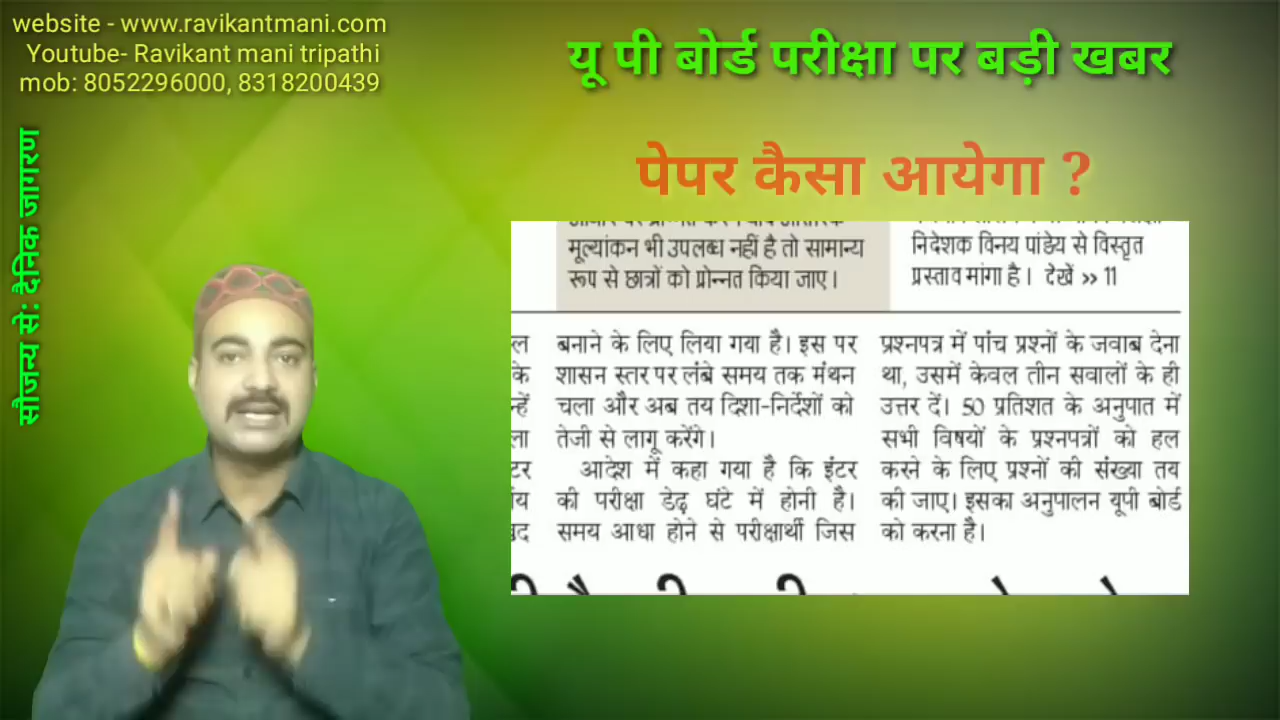 website - www.ravikantmani.com
Youtube- Ravikant mani tripathi
mob: 8052296000, 8318200439
सौजन्य से: दैनिक जागरण
यू पी बोर्ड परीक्षा पर बड़ी खबर
पेपर कैसा आयेगा ?
मूल्यांकन भी उपलब्ध नहीं है तो सामान्य
रूप से छात्रों को प्रोन्नत किया जाए।
निदेशक विनय पांडेय से विस्तृत
प्रस्ताव मांगा है। देखें >> 11
बनाने के लिए लिया गया है। इस पर
शासन स्तर पर लंबे समय तक मंथन
चला और अब तय दिशा-निर्देशों को
तेजी से लागू करेंगे।
आदेश में कहा गया है कि इंटर
की परीक्षा डेढ़ घंटे में होनी है।
समय आधा होने से परीक्षार्थी जिस
प्रश्नपत्र में पांच प्रश्नों के जवाब देना
था, उसमें केवल तीन सवालों के ही
उत्तर दें। 50 प्रतिशत के अनुपात में
सभी विषयों के प्रश्नपत्रों को हल
करने के लिए प्रश्नों की संख्या तय
की जाए। इसका अनुपालन यूपी बोर्ड
को करना है।